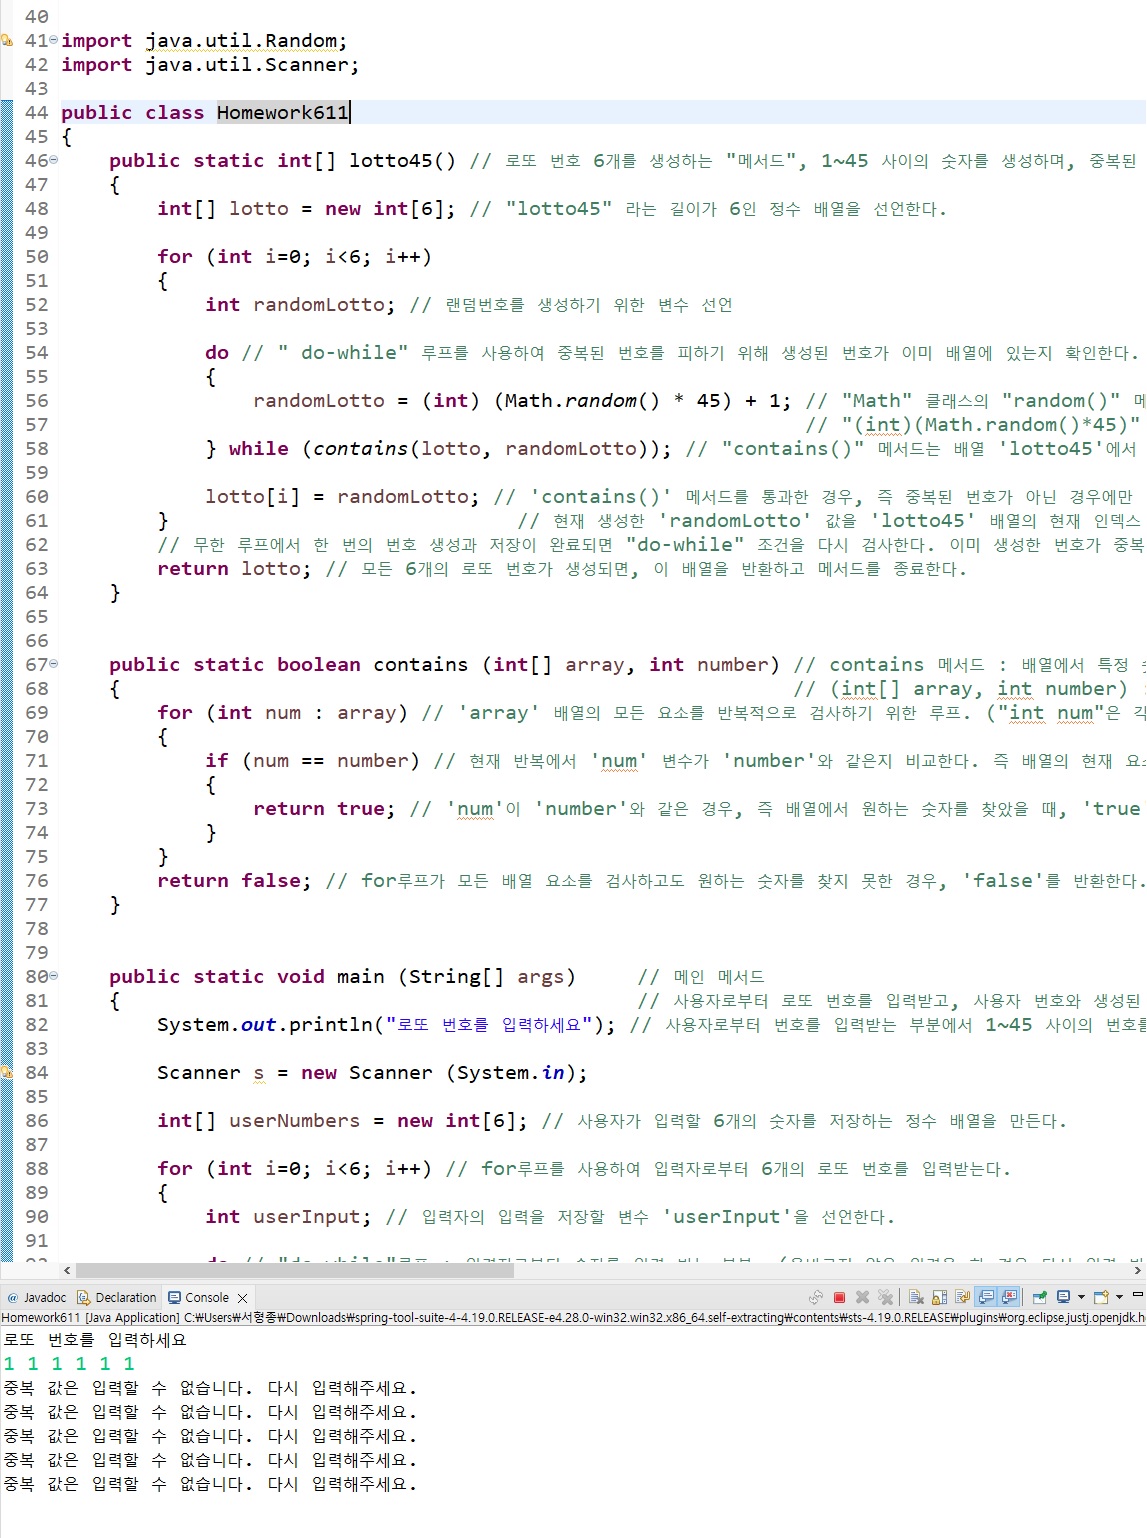 40
41 import java.util.Random;
42 import java.util.Scanner;
43
44 public class Homework611
45 {
46 public static int[] lotto45() // 로또 번호 6개를 생성하는 "메서드", 1~45 사이의 숫자를 생성하며, 중복된
47 {
48 int[] lotto = new int[6]; // "lotto45" 라는 길이가 6인 정수 배열을 선언한다.
49
50 for (int i=0; i<6; i++)
51 {
52 int randomLotto; // 랜덤번호를 생성하기 위한 변수 선언
53
54 do // " do-while" 루프를 사용하여 중복된 번호를 피하기 위해 생성된 번호가 이미 배열에 있는지 확인한다.
55 {
56 randomLotto = (int) (Math.random() * 45) + 1; // "Math" 클래스의 "random()" 메
57 // "(int)(Math.random()*45)"
58 } while (contains(lotto, randomLotto)); // "contains()" 메서드는 배열 'lotto45'에서
59
60 lotto[i] = randomLotto; // 'contains()' 메서드를 통과한 경우, 즉 중복된 번호가 아닌 경우에만
61 } // 현재 생성한 'randomLotto' 값을 'lotto45' 배열의 현재 인덱스
62 // 무한 루프에서 한 번의 번호 생성과 저장이 완료되면 "do-while" 조건을 다시 검사한다. 이미 생성한 번호가 중복
63 return lotto; // 모든 6개의 로또 번호가 생성되면, 이 배열을 반환하고 메서드를 종료한다.
64 }
65
66
67 public static boolean contains (int[] array, int number) // contains 메서드 : 배열에서 특정
68 { // (int[] array, int number)
69 for (int num : array) // 'array' 배열의 모든 요소를 반복적으로 검사하기 위한 루프. ("int num"은 각
70 {
71 if (num == number) // 현재 반복에서 'num' 변수가 'number'와 같은지 비교한다. 즉 배열의 현재 요소
72 {
73 return true; // 'num'이 'number'와 같은 경우, 즉 배열에서 원하는 숫자를 찾았을 때, 'true
74 }
75 }
76 return false; // for루프가 모든 배열 요소를 검사하고도 원하는 숫자를 찾지 못한 경우, 'false'를 반환한다.
77 }
78
79
80 public static void main (String[] args) // 메인 메서드
81 { // 사용자로부터 로또 번호를 입력받고, 사용자 번호와 생성된
82 System.out.println("로또 번호를 입력하세요"); // 사용자로부터 번호를 입력받는 부분에서 1~45 사이의 번호를
83
84 Scanner s = new Scanner (System.in);
85
86 int[] userNumbers = new int[6]; // 사용자가 입력할 6개의 숫자를 저장하는 정수 배열을 만든다.
87
88 for (int i=0; i<6; i++) // for루프를 사용하여 입력자로부터 6개의 로또 번호를 입력받는다.
89 {
90 int userInput; // 입력자의 입력을 저장할 변수 'userInput'을 선언한다.
91
@ Javadoc Declaration Console
Homework611 [Java Application] C:₩Users₩서형종₩Downloads₩spring-tool-suite-4-4.19.0.RELEASE-e4.28.0-win32.win32.x86_64.self-extracting₩contents₩sts-4.19.0.RELEASE₩plugins₩org.eclipse.justj.openjdk.h
로또 번호를 입력하세요
1 1 1 1 1 1
중복 값은 입력할 수 없습니다. 다시 입력해주세요.
중복 값은 입력할 수 없습니다. 다시 입력해주세요.
중복 값은 입력할 수 없습니다. 다시 입력해주세요.
중복 값은 입력할 수 없습니다. 다시 입력해주세요.
중복 값은 입력할 수 없습니다. 다시 입력해주세요.